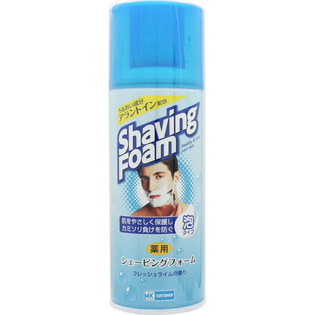 うるおい成分
アラントイン配合
Shaving
Foam
肌をやさしく保護し
カミソリ負けを防ぐ
泡
タイプ
薬用
シェービングフォーム
フレッシュライムの香り
MK CUSTOMER